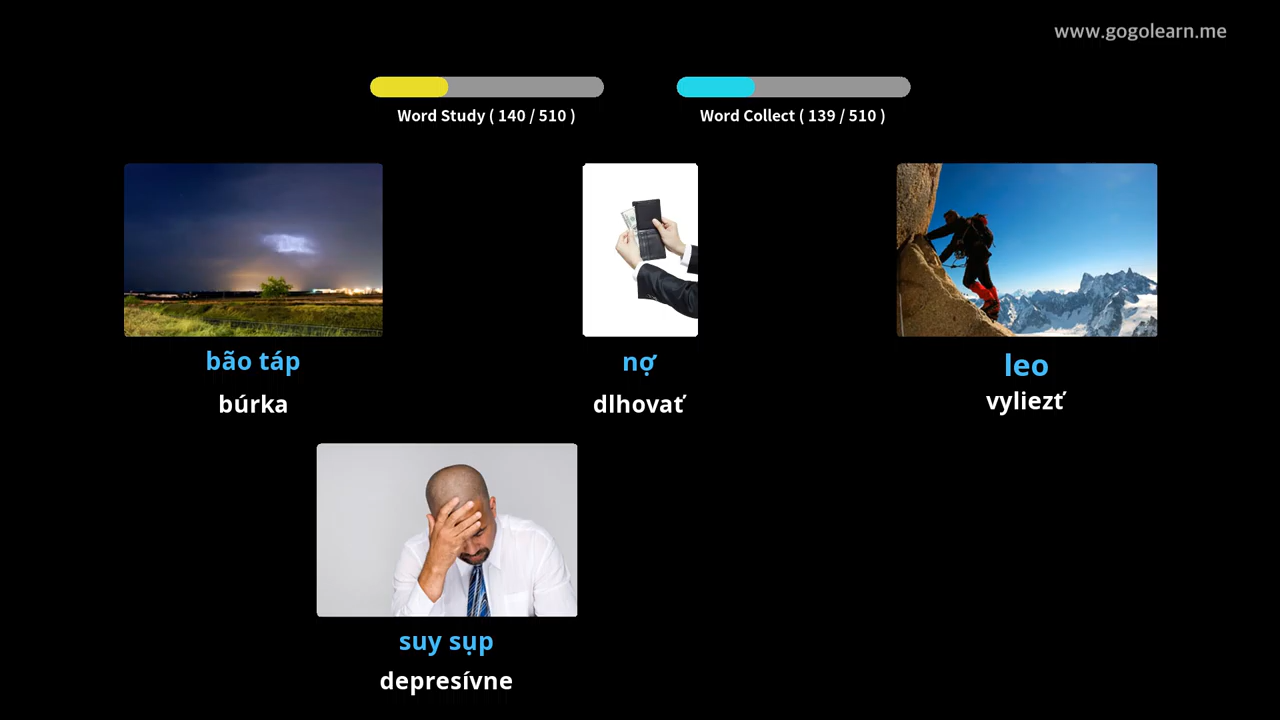 www.gogolearn.me
Word Study ( 140 / 510 )
Word Collect ( 139 / 510 )
bão táp
búrka
nợ
dlhovať
leo
vyliezť
suy sụp
depresívne